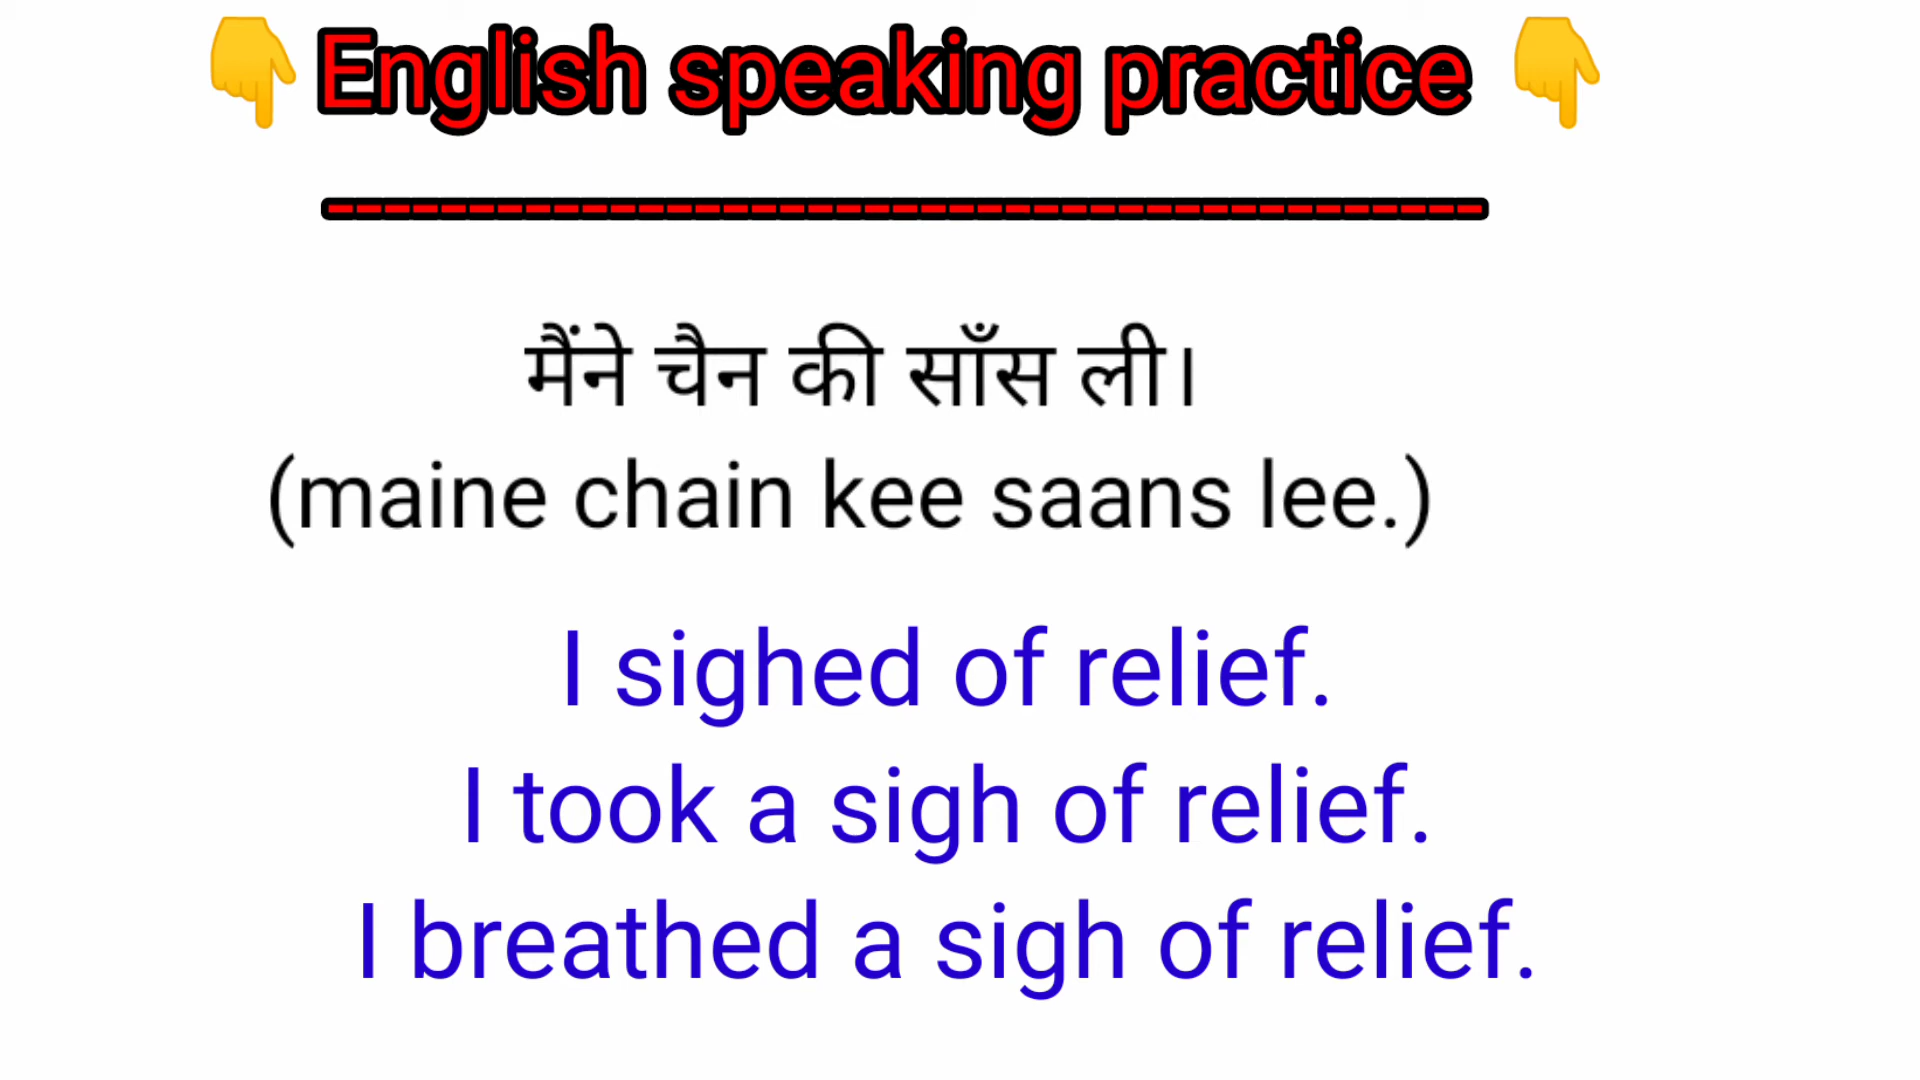 👇English speaking practice 👇
-----------------------------------------
मैंने चैन की साँस ली।
(maine chain kee saans lee.)
I sighed of relief.
I took a sigh of relief.
I breathed a sigh of relief.